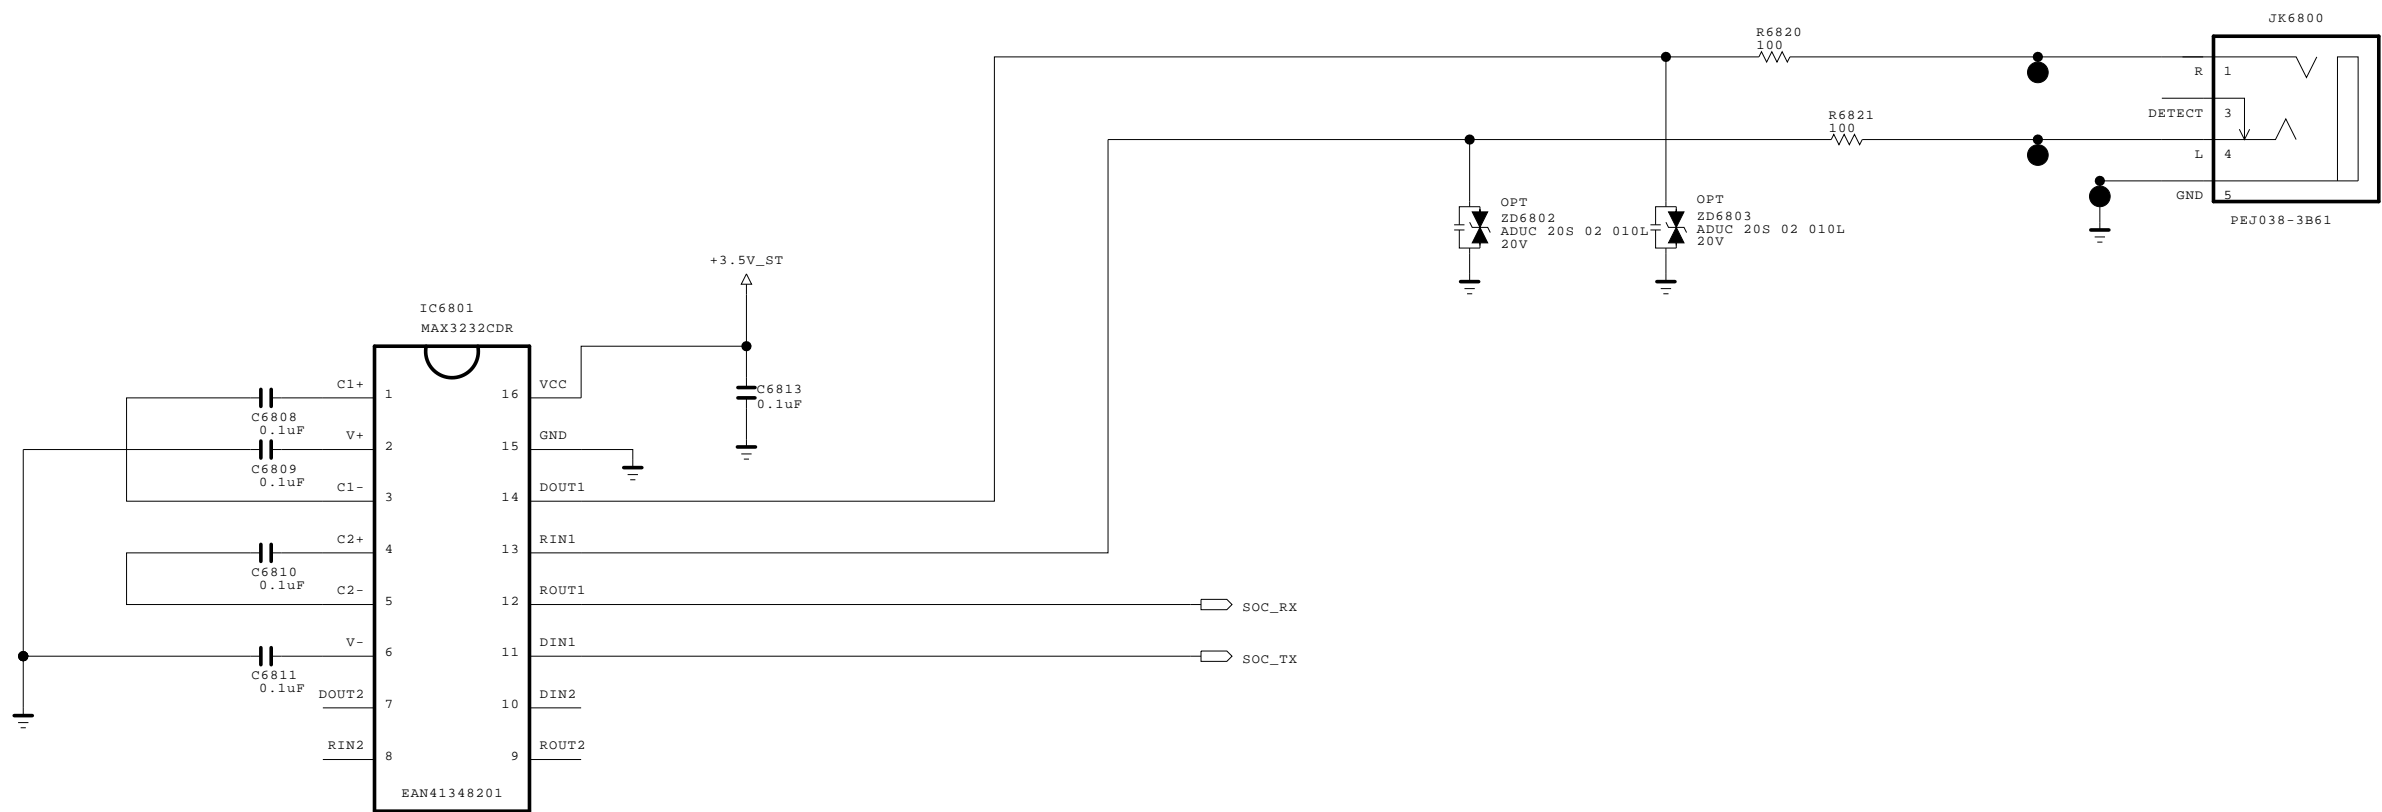 JK6800
R6820
100
R 1
R6821
100
DETECT 3
L 4
GND 5
PEJ038-3B61
OPT
ZD6802
ADUC 20S 02 010L
20V
OPT
ZD6803
ADUC 20S 02 010L
20V
+3.5V_ST
IC6801
MAX3232CDR
C6813
0.1uF
C1+ 1 16 VCC
C6808
0.1uF
V+ 2 15 GND
C6809
0.1uF
C1- 3 14 DOUT1
C2+ 4 13 RIN1
C6810
0.1uF
C2- 5 12 ROUT1
SOC_RX
V- 6 11 DIN1
SOC_TX
C6811
0.1uF
DOUT2 7 10 DIN2
RIN2 8 9 ROUT2
EAN41348201